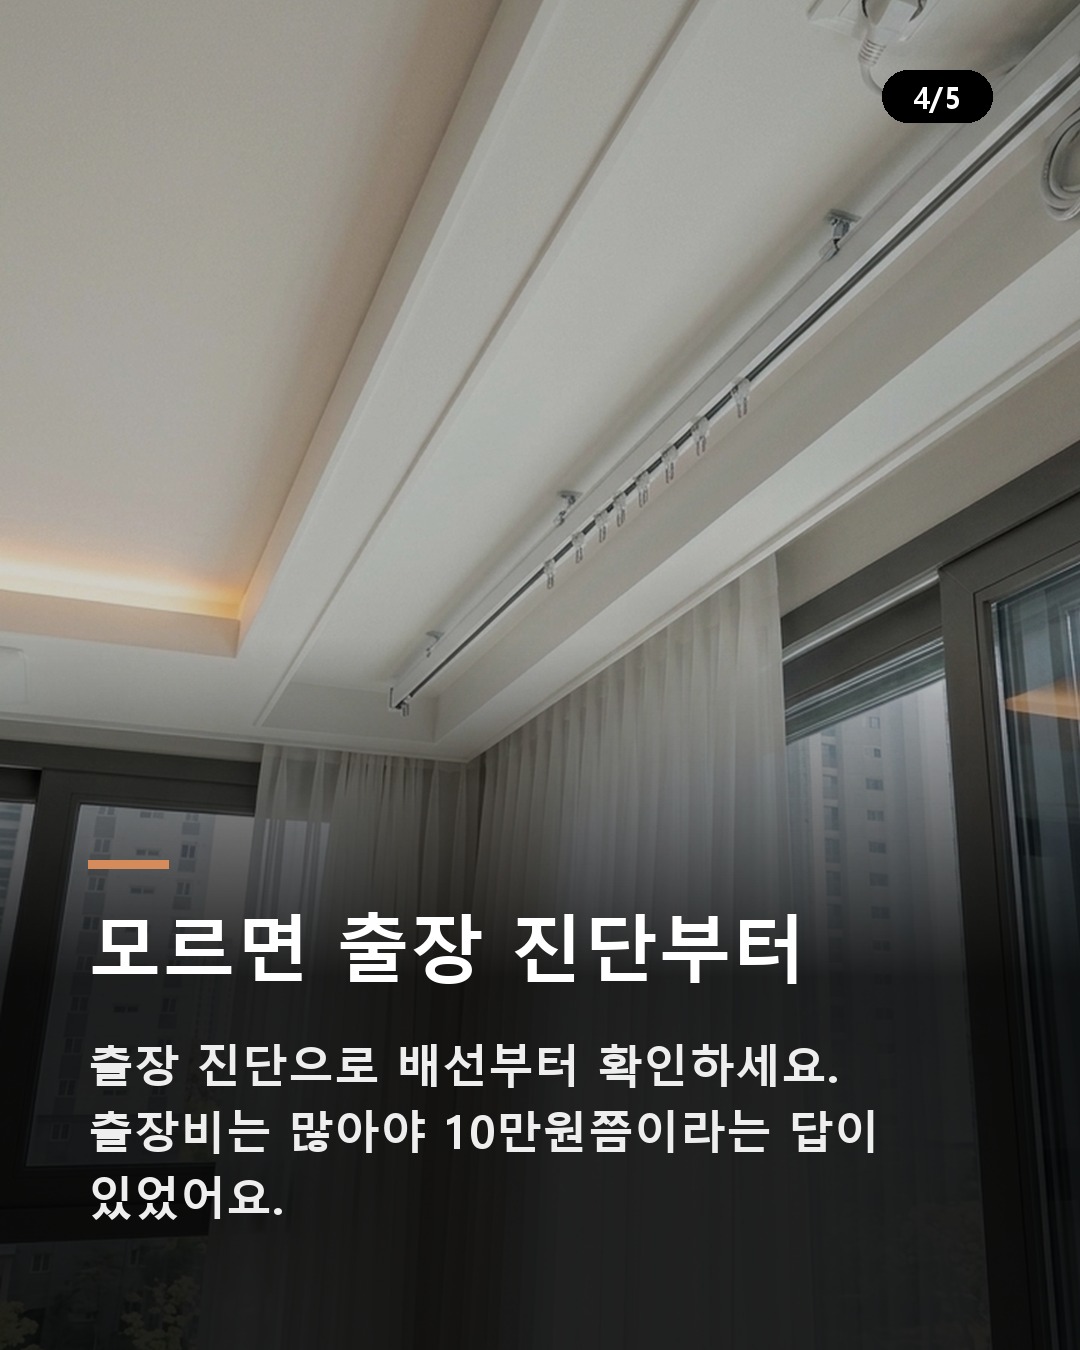 4/5
모르면 출장 진단부터
출장 진단으로 배선부터 확인하세요.
출장비는 많아야 10만원쯤이라는 답이
있었어요.